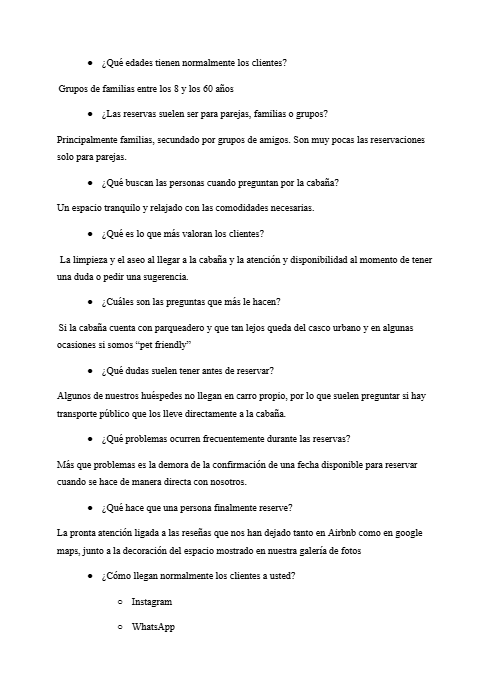 ● ¿Qué edades tienen normalmente los clientes?
Grupos de familias entre los 8 y los 60 años
● ¿Las reservas suelen ser para parejas, familias o grupos?
Principalmente familias, secundado por grupos de amigos. Son muy pocas las reservaciones
solo para parejas.
● ¿Qué buscan las personas cuando preguntan por la cabaña?
Un espacio tranquilo y relajado con las comodidades necesarias.
● ¿Qué es lo que más valoran los clientes?
La limpieza y el aseo al llegar a la cabaña y la atención y disponibilidad al momento de tener
una duda o pedir una sugerencia.
● ¿Cuáles son las preguntas que más le hacen?
Si la cabaña cuenta con parqueadero y que tan lejos queda del casco urbano y en algunas
ocasiones si somos “pet friendly”
● ¿Qué dudas suelen tener antes de reservar?
Algunos de nuestros huéspedes no llegan en carro propio, por lo que suelen preguntar si hay
transporte público que los lleve directamente a la cabaña.
● ¿Qué problemas ocurren frecuentemente durante las reservas?
Más que problemas es la demora de la confirmación de una fecha disponible para reservar
cuando se hace de manera directa con nosotros.
● ¿Qué hace que una persona finalmente reserve?
La pronta atención ligada a las reseñas que nos han dejado tanto en Airbnb como en google
maps, junto a la decoración del espacio mostrado en nuestra galería de fotos
● ¿Cómo llegan normalmente los clientes a usted?
○ Instagram
○ WhatsApp